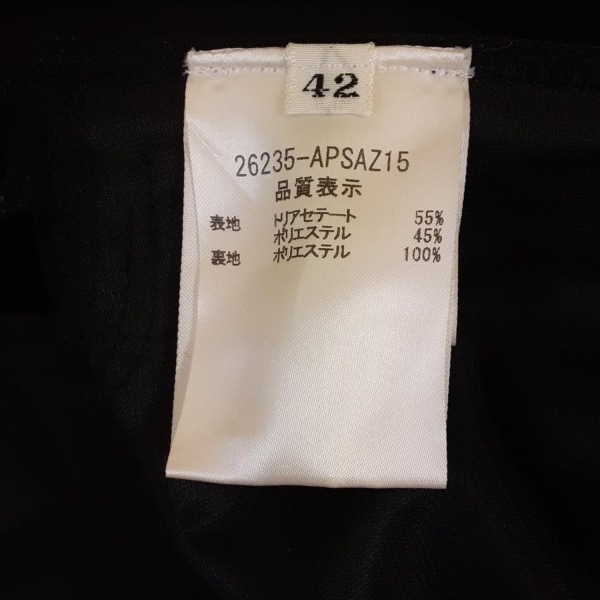 42
26235-APSAZ15
品質表示
表地 トリアセテート 55%
ポリエステル 45%
裏地 ポリエステル 100%